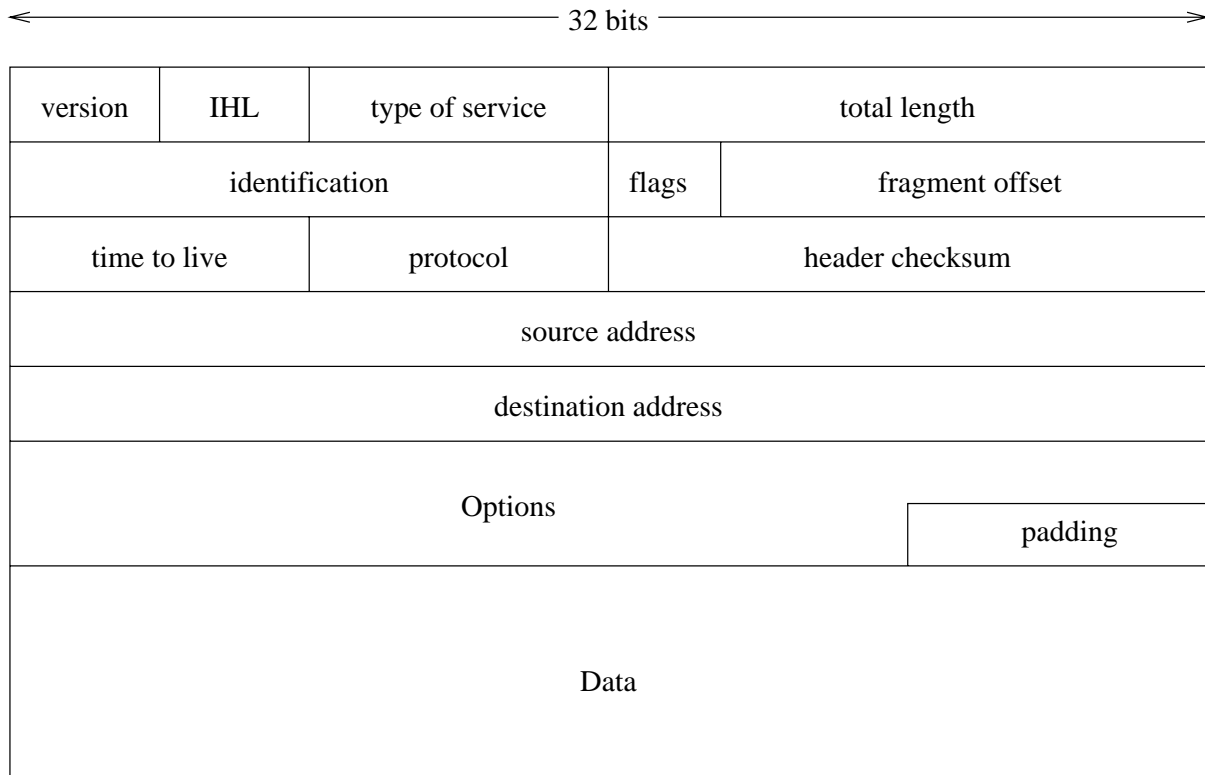 32 bits
version IHL type of service total length
identification flags fragment offset
time to live protocol header checksum
source address
destination address
Options
padding
Data